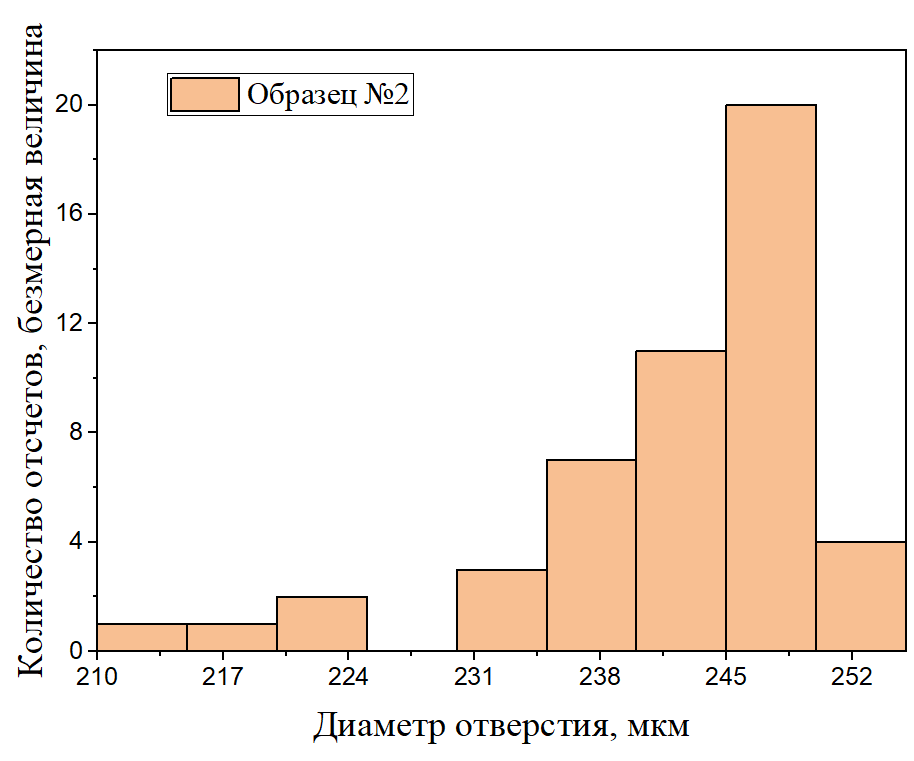 Количество отсчетов, безмерная величина
Образец №2
20
16
12
8
4
0
210 217 224 231 238 245 252
Диаметр отверстия, мкм